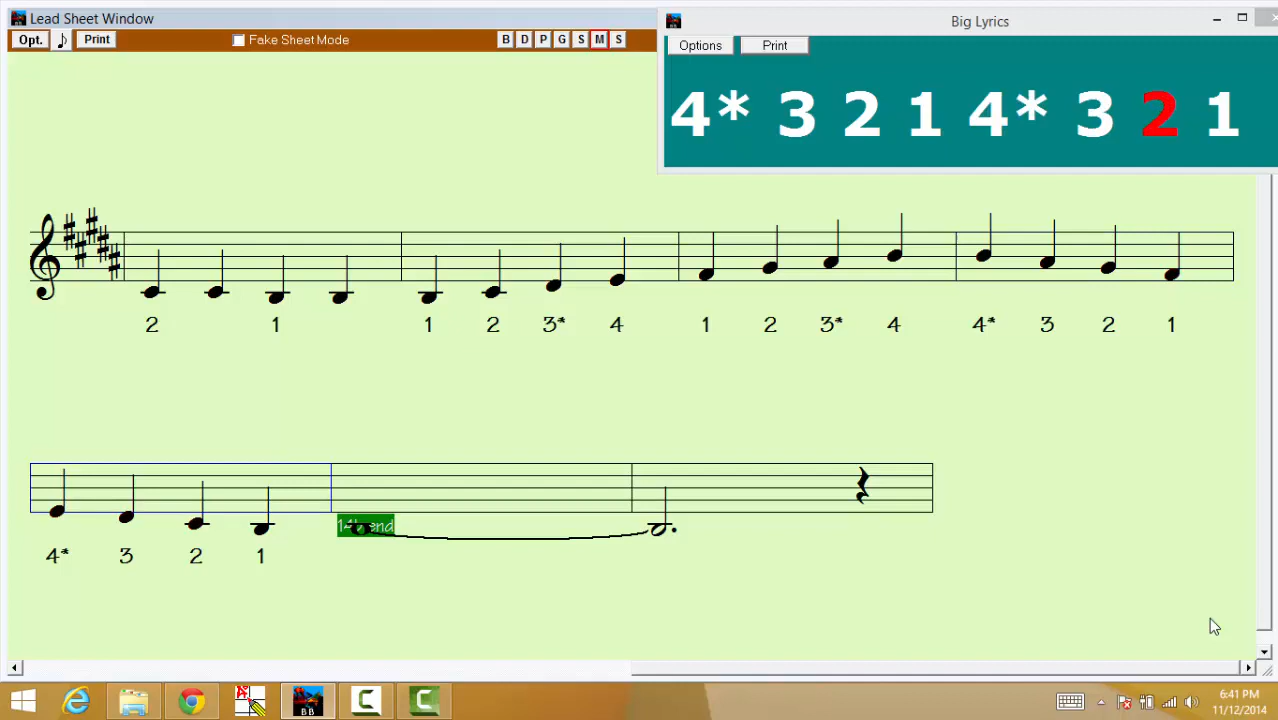 Lead Sheet Window
Big Lyrics
Opt. Print Fake Sheet Mode B D P G S M S
Options Print
4* 3 2 1 4* 3 2 1
2 1 1 2 3* 4 1 2 3* 4 4* 3 2 1
end
4* 3 2 1
6:41 PM
11/12/2014